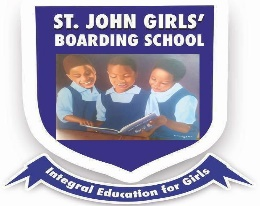 ST. JOHN GIRLS'
BOARDING SCHOOL
Integral Education for Girls